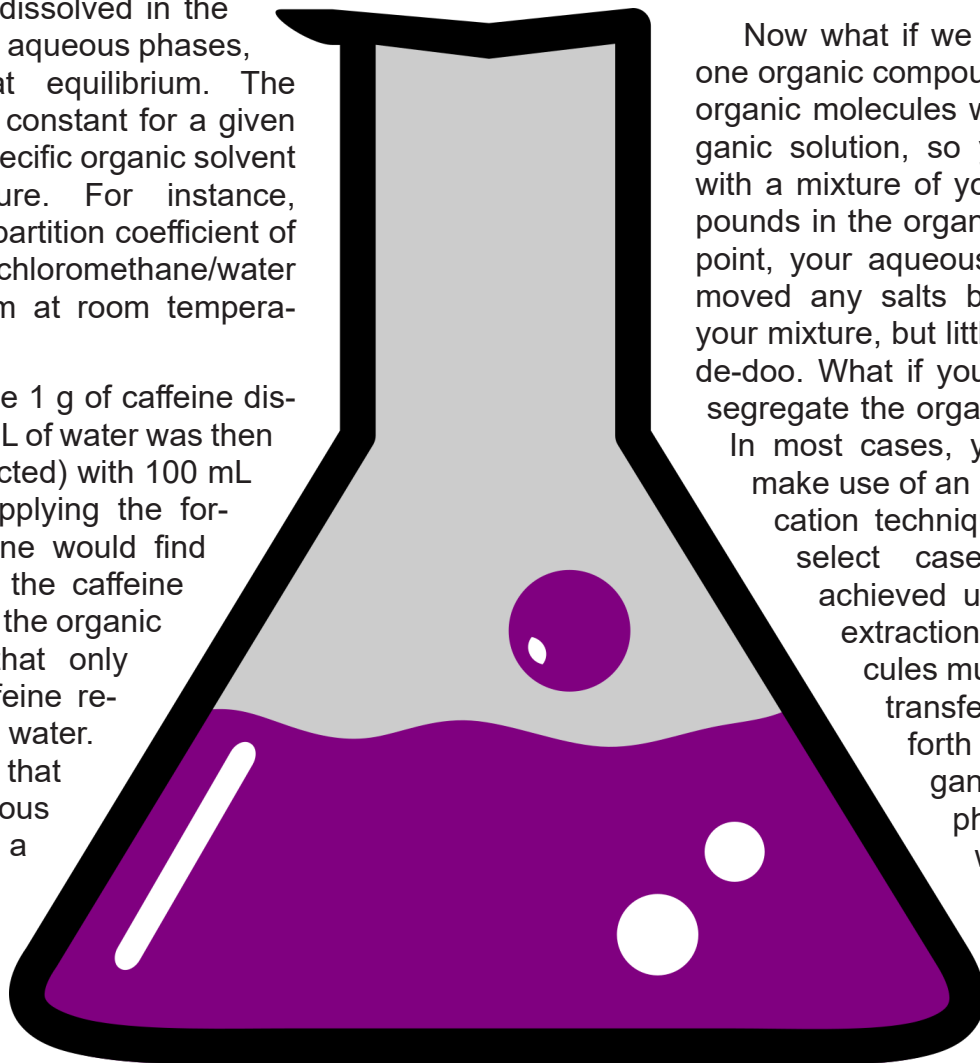 dissolved in the
aqueous phases,
at equilibrium. The
constant for a given
ecific organic solvent
ure. For instance,
partition coefficient of
chloromethane/water
m at room tempera-
e 1 g of caffeine dis-
L of water was then
cted) with 100 mL
pplying the for-
ne would find
the caffeine
the organic
that only
feine re-
water.
that
ous
a
Now what if we
one organic compou
organic molecules w
ganic solution, so
with a mixture of yo
pounds in the organ
point, your aqueous
moved any salts b
your mixture, but littl
de-doo. What if you
segregate the orga
In most cases, y
make use of an
cation techniq
select case
achieved u
extraction
cules mu
transfe
forth
gan
ph